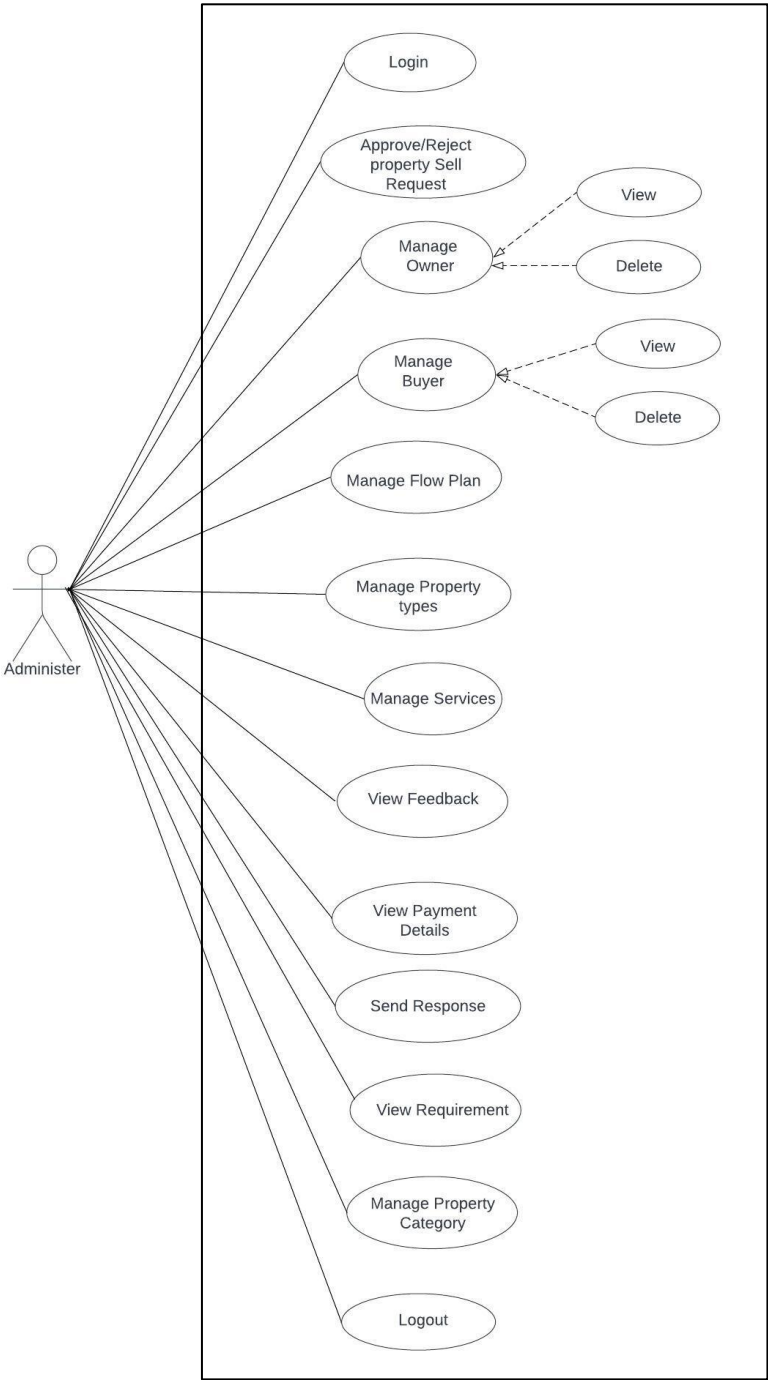 Login
Approve/Reject
property Sell
Request
View
Manage
Owner
Delete
View
Manage
Buyer
Delete
Manage Flow Plan
Manage Property
types
Administer
Manage Services
View Feedback
View Payment
Details
Send Response
View Requirement
Manage Property
Category
Logout